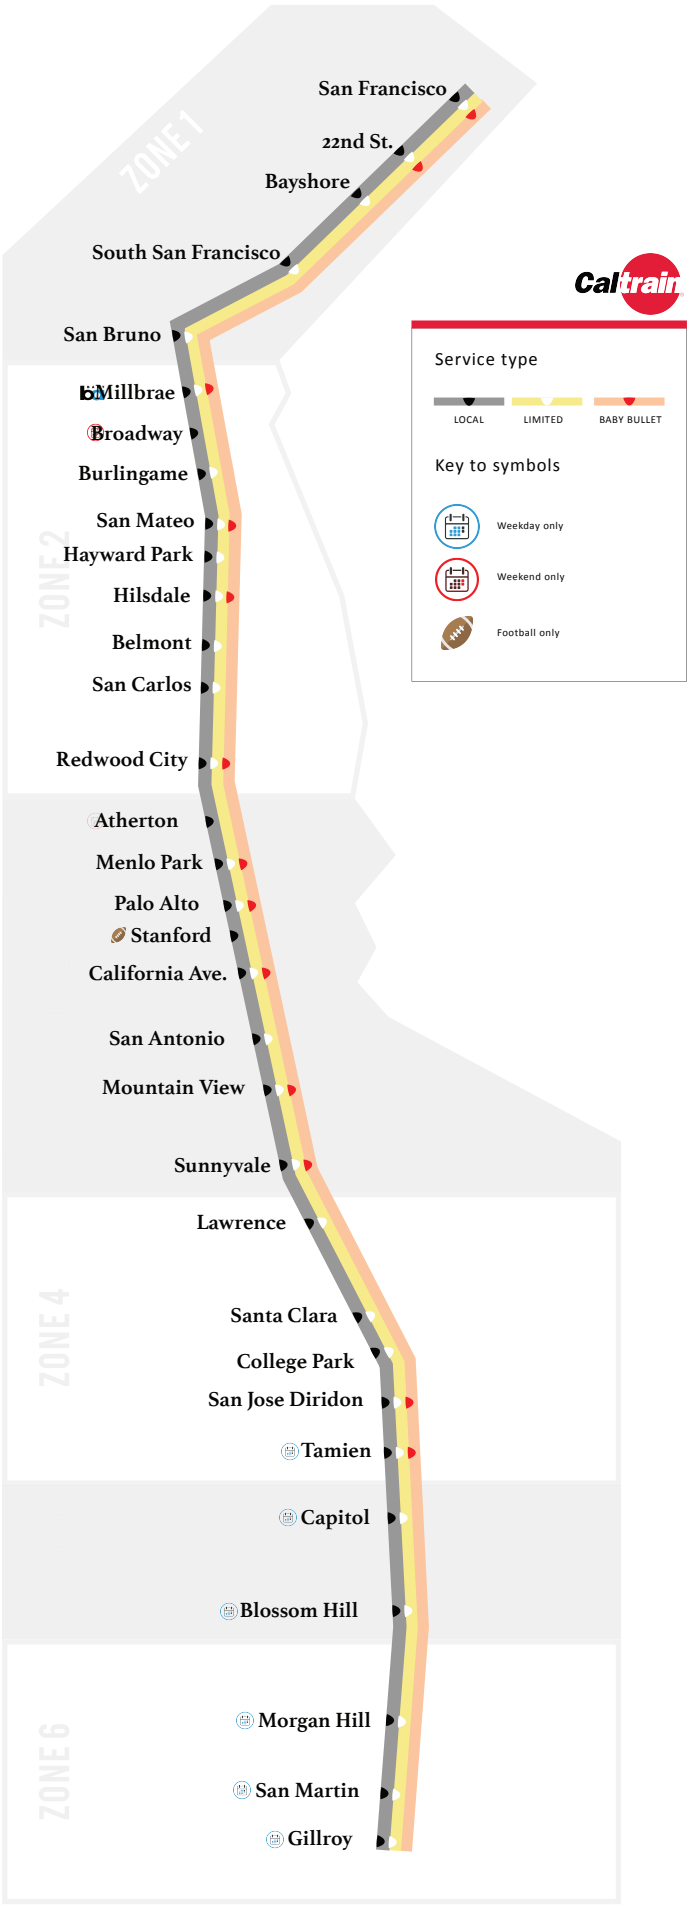 San Francisco
ZONE 1
22nd St.
Bayshore
South San Francisco
Caltrain
San Bruno
Service type
Millbrae
LOCAL
LIMITED
BABY BULLET
Broadway
Key to symbols
Burlingame
San Mateo
Weekday only
Hayward Park
ZONE 2
Weekend only
Hilsdale
Football only
Belmont
San Carlos
Redwood City
Atherton
Menlo Park
Palo Alto
Stanford
California Ave.
San Antonio
Mountain View
Sunnyvale
Lawrence
ZONE 4
Santa Clara
College Park
San Jose Diridon
Tamien
Capitol
Blossom Hill
Morgan Hill
ZONE 6
San Martin
Gillroy